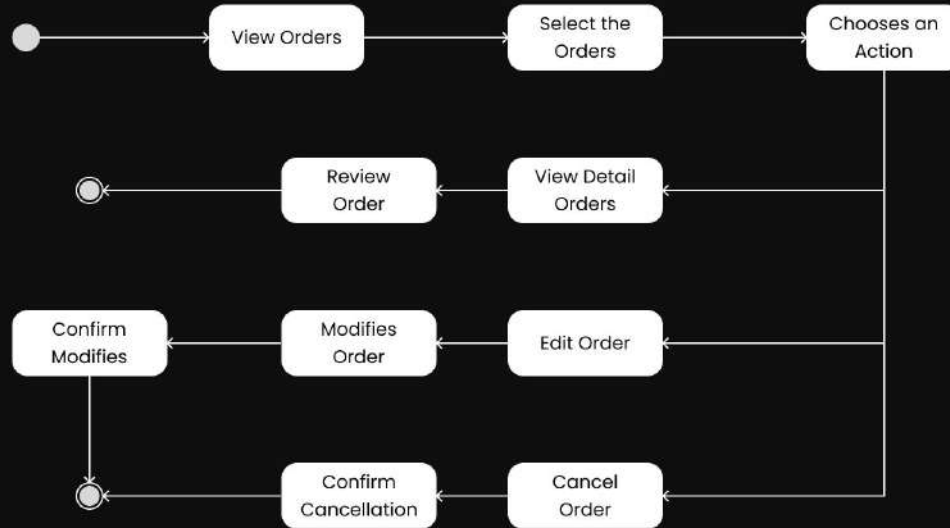 View Orders
Select the
Orders
Chooses an
Action
Review
Order
View Detail
Orders
Confirm
Modifies
Modifies
Order
Edit Order
Confirm
Cancellation
Cancel
Order